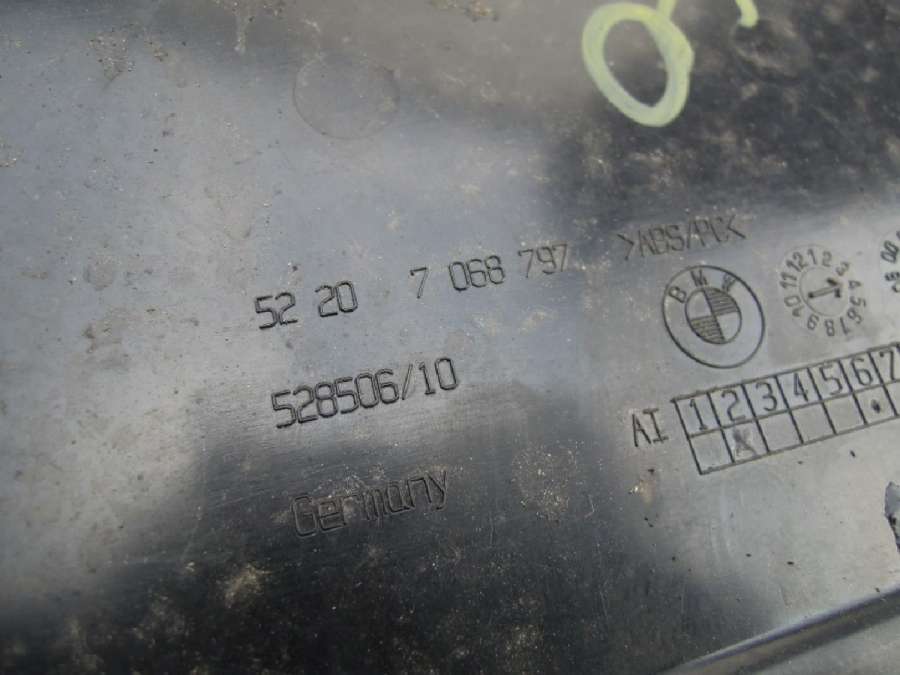 52 20 7 068 797 >ABS/PC<
BMW
528506/10
AI 1 2 3 4 5 6 7
Germany